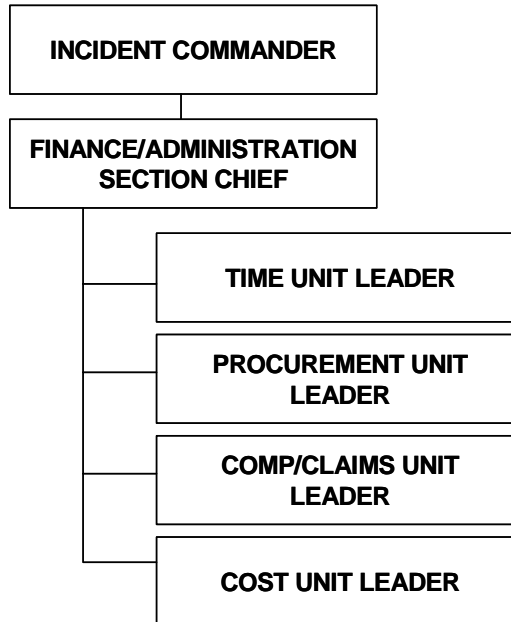 INCIDENT COMMANDER
FINANCE/ADMINISTRATION
SECTION CHIEF
TIME UNIT LEADER
PROCUREMENT UNIT
LEADER
COMP/CLAIMS UNIT
LEADER
COST UNIT LEADER